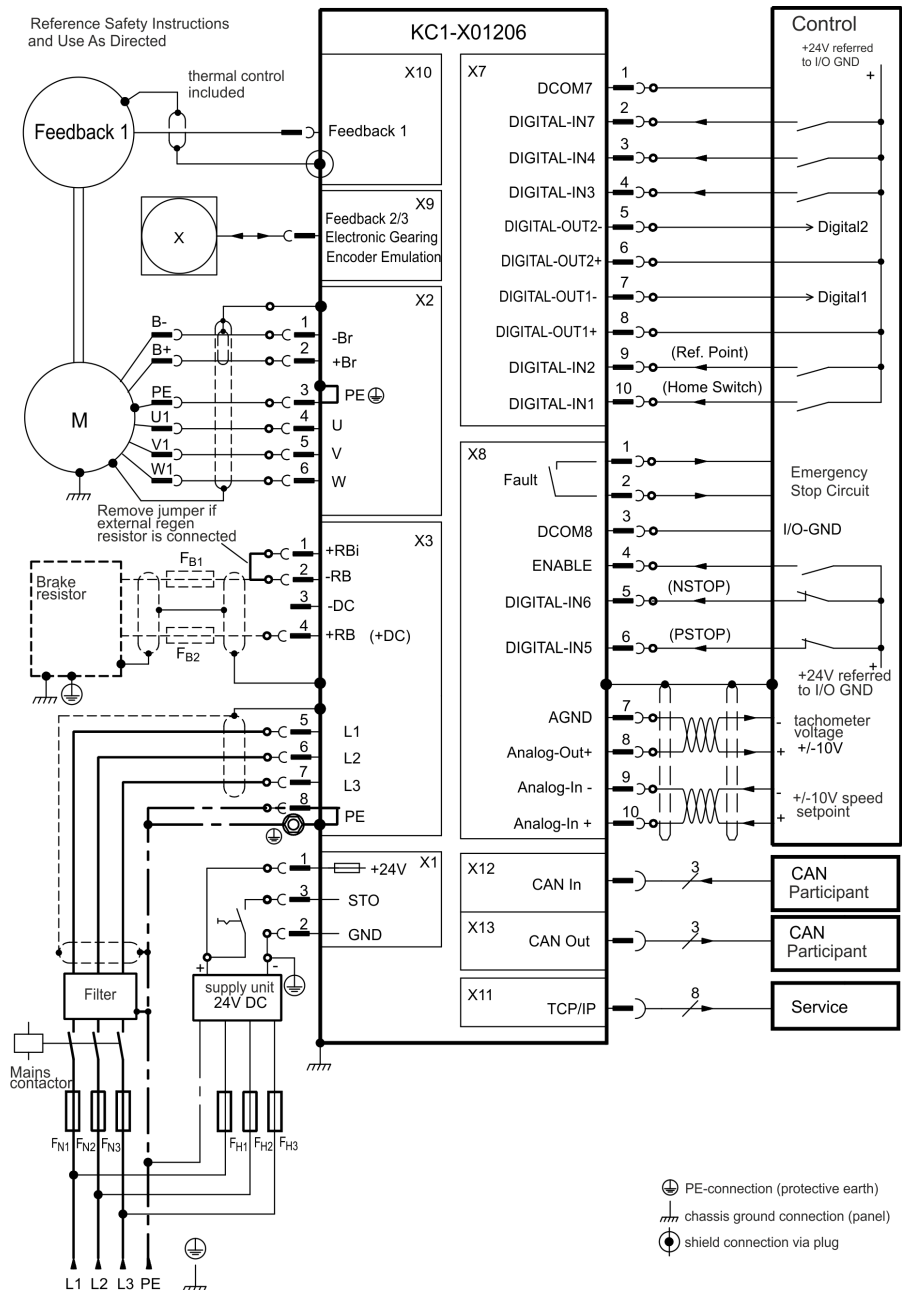 Reference Safety Instructions
and Use As Directed
KC1-X01206
Control
+24V referred
to I/O GND
+
thermal control
included
Feedback 1
X10
Feedback 1
X9
Feedback 2/3
Electronic Gearing
Encoder Emulation
X
X2
B-
1
-Br
B+
2
+Br
PE
3
PE
U1
4
U
V1
5
V
W1
6
W
M
Remove jumper if
external regen
resistor is connected
X3
1
+RBi
FB1
2
-RB
Brake
resistor
3
-DC
4
+RB (+DC)
FB2
5
L1
6
L2
7
L3
8
PE
X1
1
+24V
3
STO
2
GND
+
-
supply unit
24V DC
Filter
Mains
contactor
FN1 FN2 FN3
FH1 FH2 FH3
L1 L2 L3 PE
X7
DCOM7
1
DIGITAL-IN7
2
DIGITAL-IN4
3
DIGITAL-IN3
4
DIGITAL-OUT2-
5
Digital2
DIGITAL-OUT2+
6
DIGITAL-OUT1-
7
Digital1
DIGITAL-OUT1+
8
DIGITAL-IN2
9
(Ref. Point)
DIGITAL-IN1
10
(Home Switch)
X8
Fault
1
2
Emergency
Stop Circuit
DCOM8
3
I/O-GND
ENABLE
4
DIGITAL-IN6
5
(NSTOP)
DIGITAL-IN5
6
(PSTOP)
+
+24V referred
to I/O GND
AGND
7
-
Analog-Out+
8
+
tachometer
voltage
+/-10V
Analog-In -
9
-
Analog-In +
10
+
+/-10V speed
setpoint
X12
CAN In
3
CAN
Participant
X13
CAN Out
3
CAN
Participant
X11
TCP/IP
8
Service
PE-connection (protective earth)
chassis ground connection (panel)
shield connection via plug